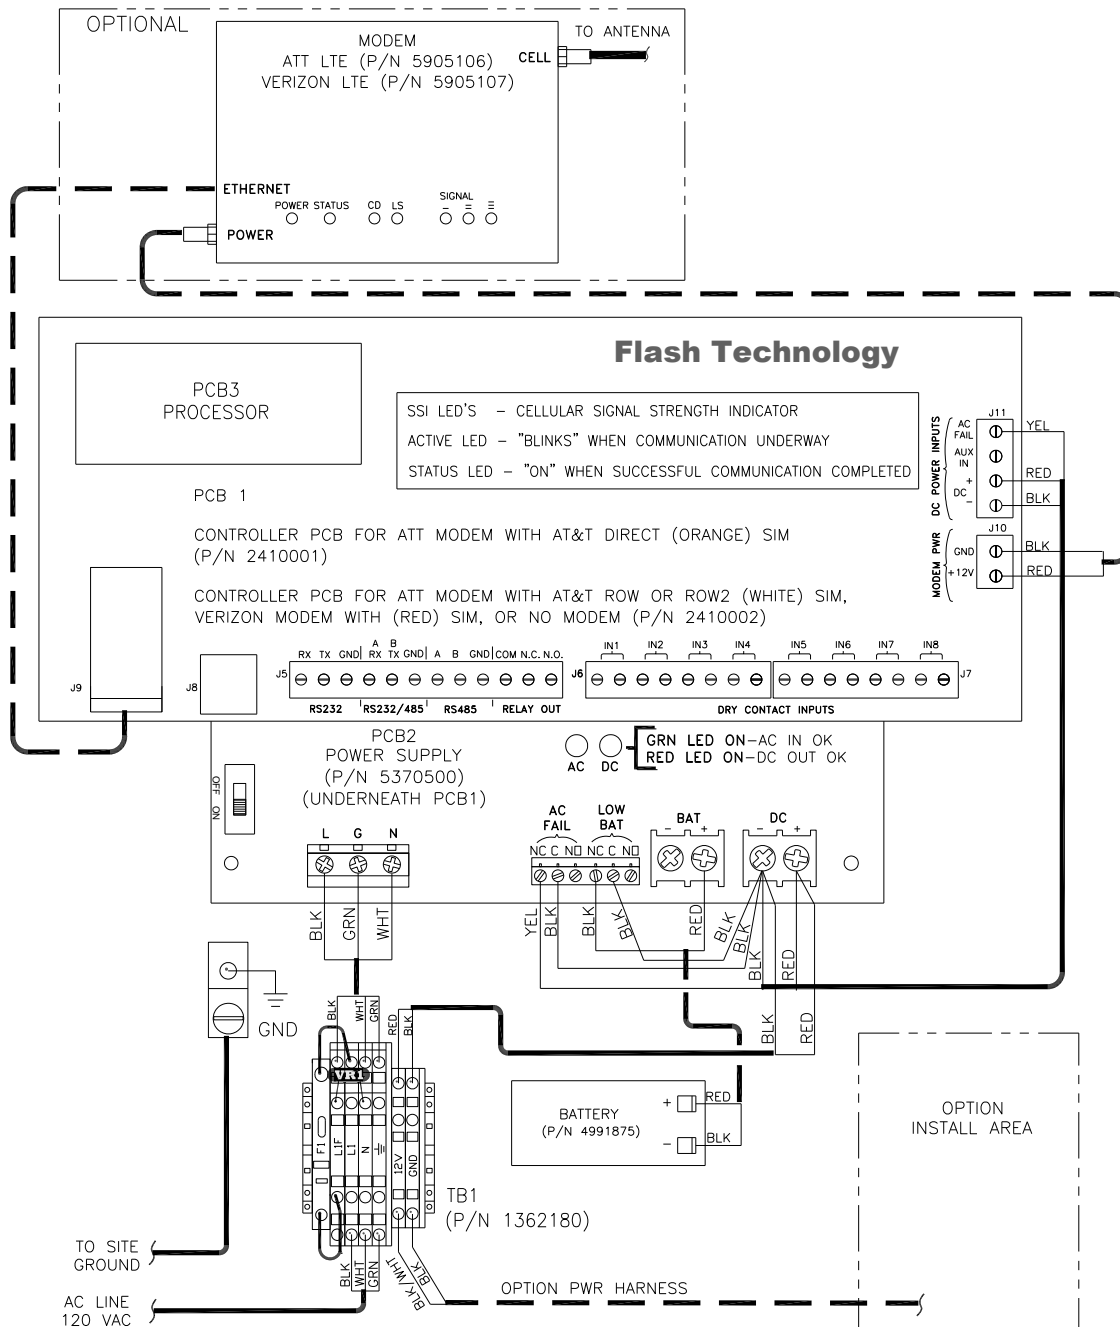 OPTIONAL
MODEM
ATT LTE (P/N 5905106)
VERIZON LTE (P/N 5905107)
CELL
TO ANTENNA
ETHERNET
POWER STATUS CD LS
SIGNAL
POWER
Flash Technology
PCB3
PROCESSOR
SSI LED'S - CELLULAR SIGNAL STRENGTH INDICATOR
ACTIVE LED - "BLINKS" WHEN COMMUNICATION UNDERWAY
STATUS LED - "ON" WHEN SUCCESSFUL COMMUNICATION COMPLETED
DC POWER INPUTS
AC
FAIL
AUX
IN
+
DC
-
J11
YEL
RED
BLK
MODEM PWR
J10
GND
+12V
BLK
RED
PCB 1
CONTROLLER PCB FOR ATT MODEM WITH AT&T DIRECT (ORANGE) SIM
(P/N 2410001)
CONTROLLER PCB FOR ATT MODEM WITH AT&T ROW OR ROW2 (WHITE) SIM,
VERIZON MODEM WITH (RED) SIM, OR NO MODEM (P/N 2410002)
J9
J8
A B
RX TX GND RX TX GND A B GND COM N.C. N.O.
J5
RS232 RS232/485 RS485 RELAY OUT
IN1 IN2 IN3 IN4 IN5 IN6 IN7 IN8
J6
J7
DRY CONTACT INPUTS
PCB2
POWER SUPPLY
(P/N 5370500)
(UNDERNEATH PCB1)
OFF ON
AC DC
GRN LED ON-AC IN OK
RED LED ON-DC OUT OK
L G N
AC
FAIL
LOW
BAT
NC C NO NC C NO
BAT
- +
DC
- +
BLK
GRN
WHT
YEL
BLK
BLK
BLK
RED
BLK
BLK
BLK
RED
BLK
RED
GND
BLK
WHT
GRN
RED
BLK
VR1
F1
L1F
L1
N
12V
GND
TB1
(P/N 1362180)
BATTERY
(P/N 4991875)
+
-
RED
BLK
OPTION
INSTALL AREA
TO SITE
GROUND
BLK
WHT
GRN
BLK/WHT
BLK
OPTION PWR HARNESS
AC LINE
120 VAC